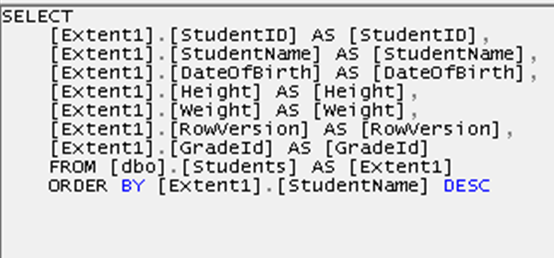 SELECT
[Extent1].[StudentID] AS [StudentID],
[Extent1].[StudentName] AS [StudentName],
[Extent1].[DateOfBirth] AS [DateOfBirth],
[Extent1].[Height] AS [Height],
[Extent1].[Weight] AS [Weight],
[Extent1].[RowVersion] AS [RowVersion],
[Extent1].[GradeId] AS [GradeId]
FROM [dbo].[Students] AS [Extent1]
ORDER BY [Extent1].[StudentName] DESC